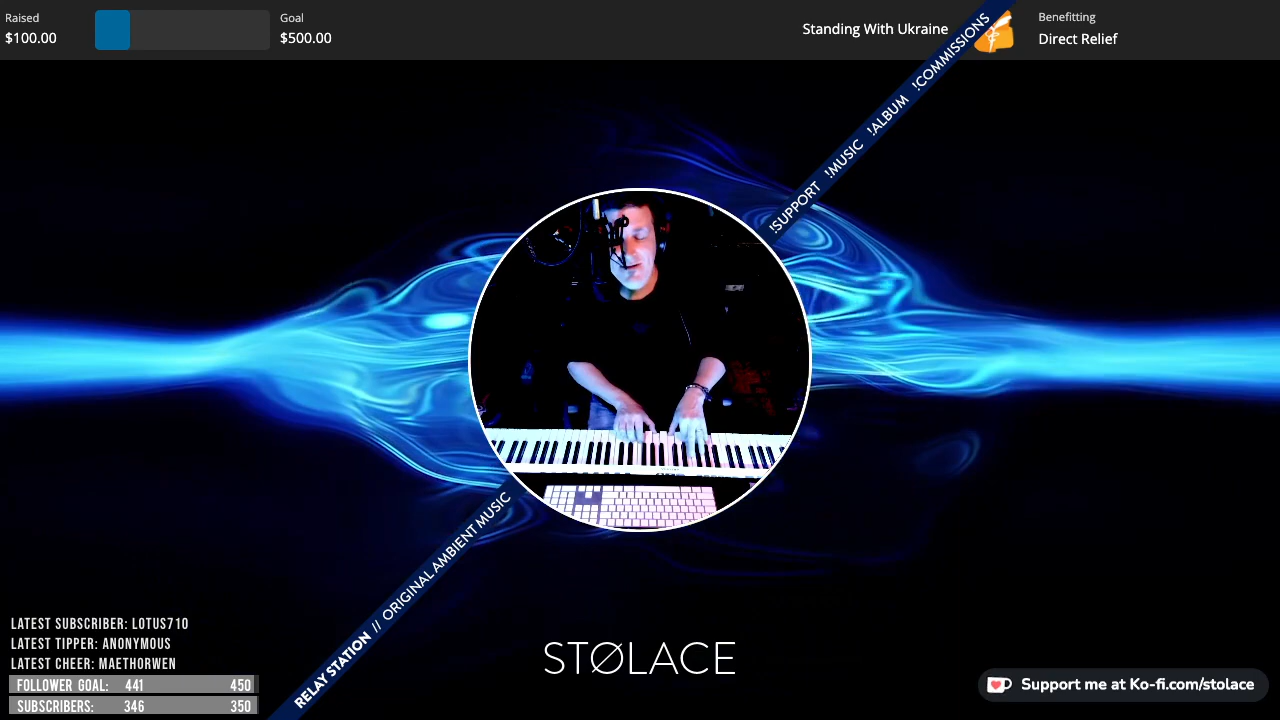 Raised
$100.00
Goal
$500.00
Standing With Ukraine
Benefitting
Direct Relief
!SUPPORT !MUSIC !ALBUM !COMMISSIONS
RELAY STATION // ORIGINAL AMBIENT MUSIC
STØLACE
LATEST SUBSCRIBER: LOTUS710
LATEST TIPPER: ANONYMOUS
LATEST CHEER: MAETHORWEN
FOLLOWER GOAL: 441 450
SUBSCRIBERS: 346 350
Support me at Ko-fi.com/stolace